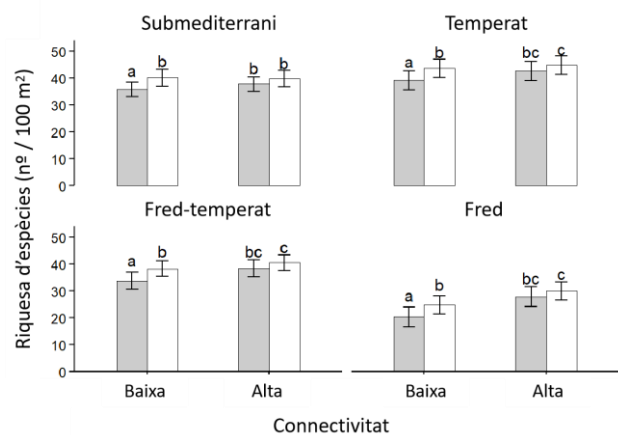 Submediterrani
Temperat
50
40
30
20
10
0
a
b
b
b
a
b
bc
c
Fred-temperat
Fred
50
40
30
20
10
0
a
b
bc
c
a
b
bc
c
Baixa
Alta
Baixa
Alta
Connectivitat
Riquesa d'espècies (nº / 100 m²)